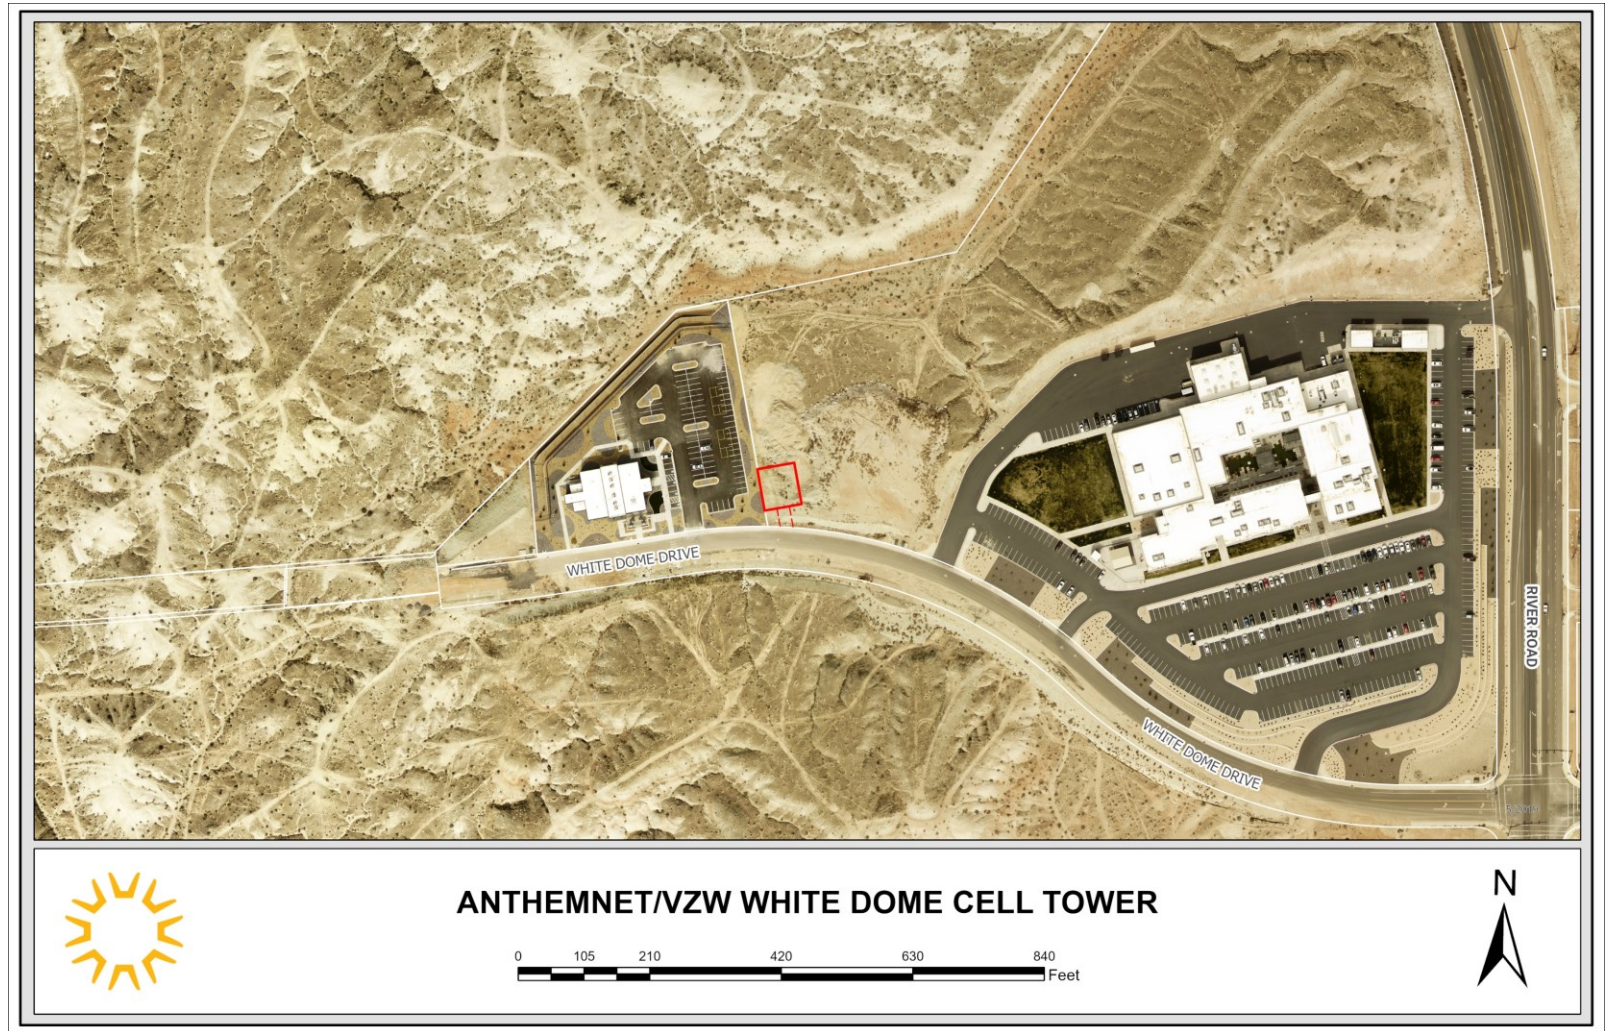 WHITE DOME DRIVE
RIVER ROAD
WHITE DOME DRIVE
ANTHEMNET/VZW WHITE DOME CELL TOWER
0 105 210 420 630 840
Feet
N